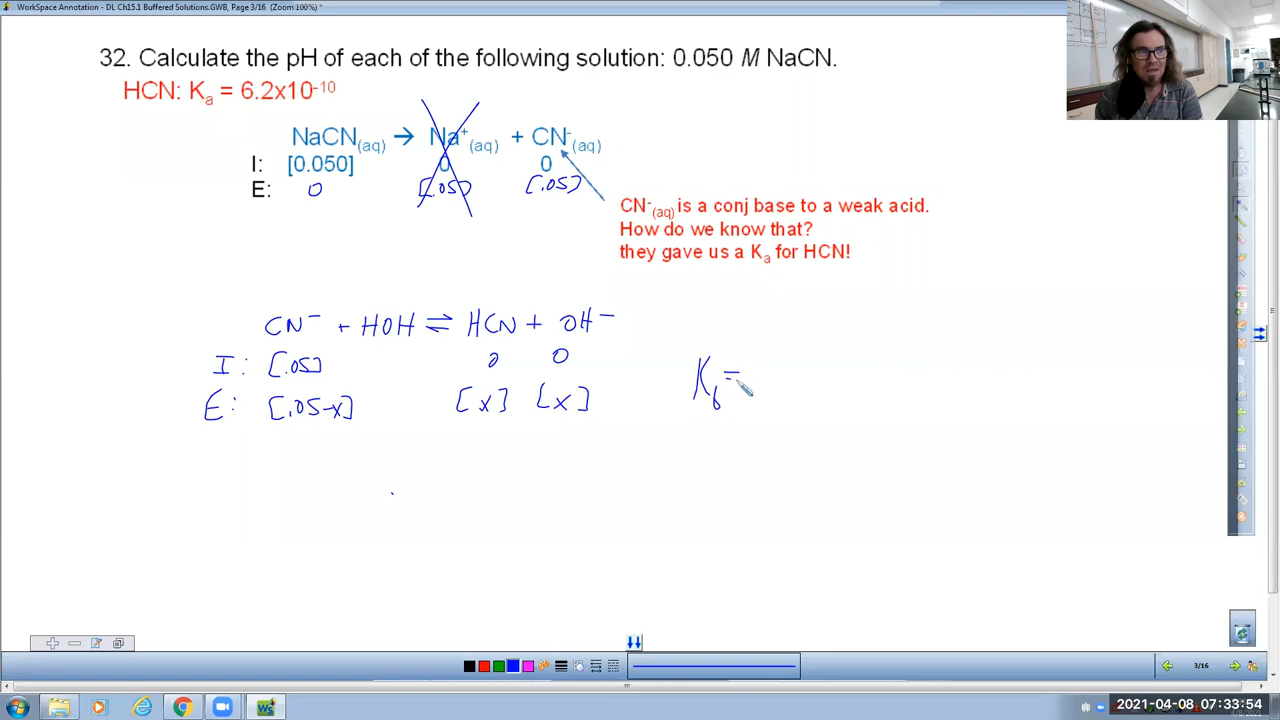 WorkSpace Annotation - DL Ch15.1 Buffered Solutions.GWB, Page 3/16 (Zoom 100%) *
32. Calculate the pH of each of the following solution: 0.050 M NaCN.
HCN: Ka = 6.2x10-10
NaCN(aq) → Na+(aq) + CN-(aq)
I: [0.050] 0 0
E: 0 [.05] [.05]
CN-(aq) is a conj base to a weak acid.
How do we know that?
they gave us a Ka for HCN!
CN- + HOH ⇌ HCN + OH-
I: [.05] 0 0
E: [.05-x] [x] [x]
Kb=
3/16
2021-04-08 07:33:54